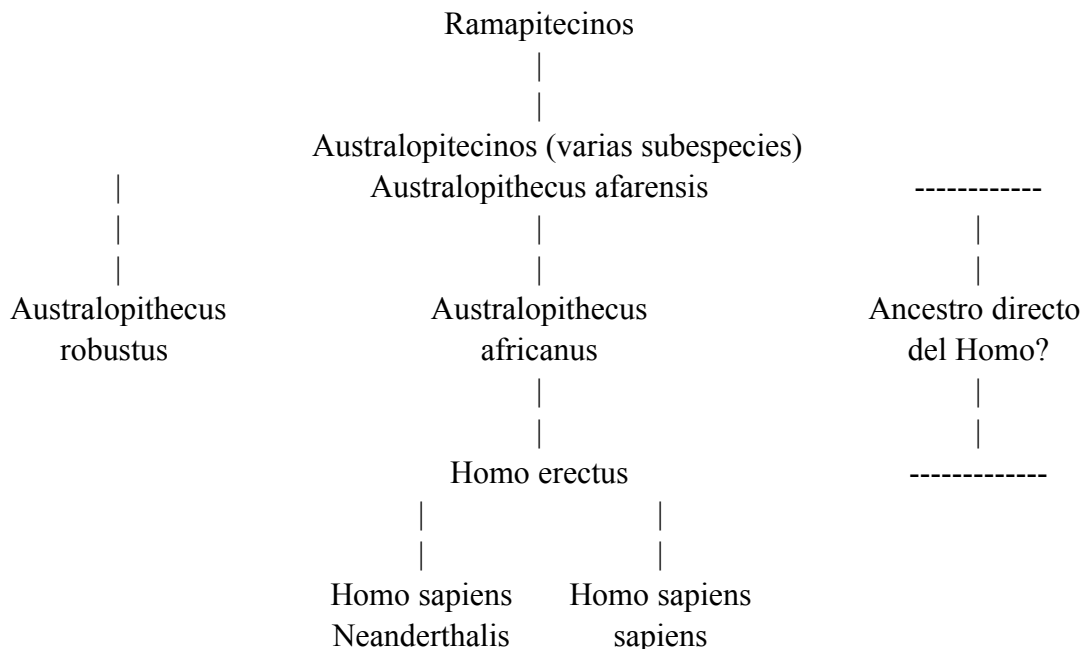 Ramapitecinos
|
|
Australopitecinos (varias subespecies)
| Australopithecus afarensis ------------
| | |
| | |
Australopithecus Australopithecus Ancestro directo
robustus africanus del Homo?
| |
| |
Homo erectus -------------
| |
| |
Homo sapiens Homo sapiens
Neanderthalis sapiens